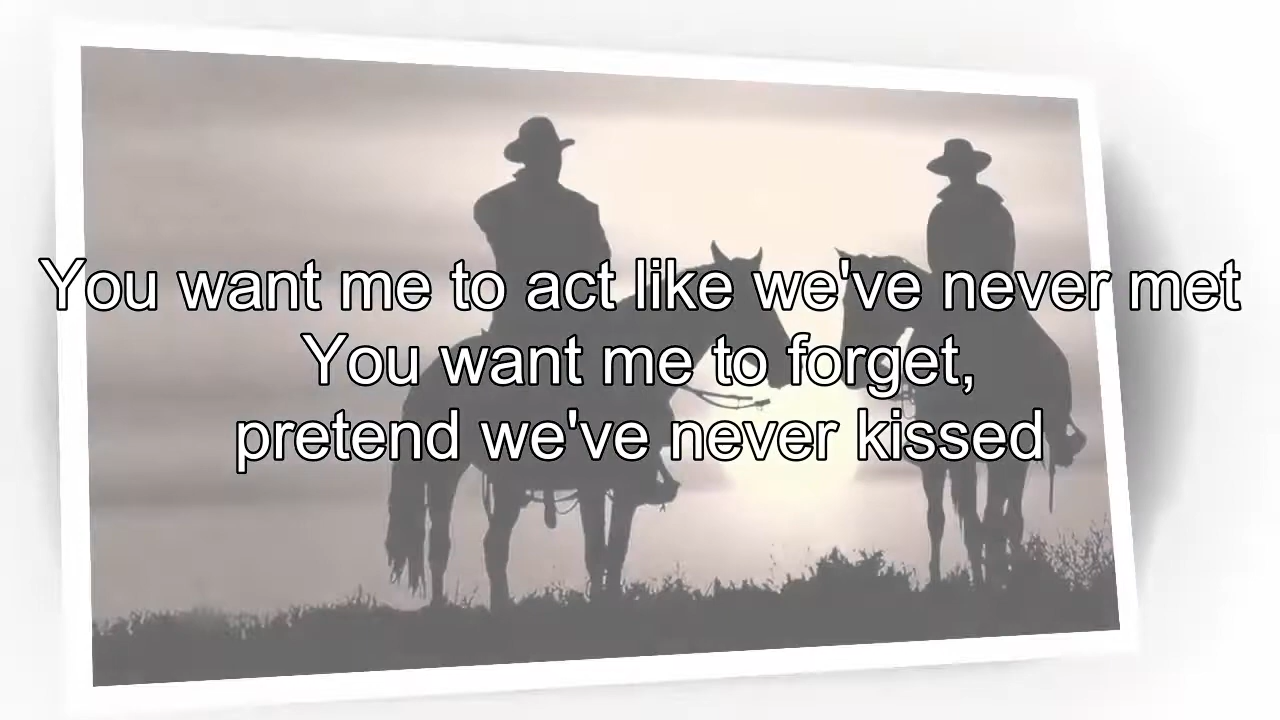 You want me to act like we've never met
You want me to forget,
pretend we've never kissed